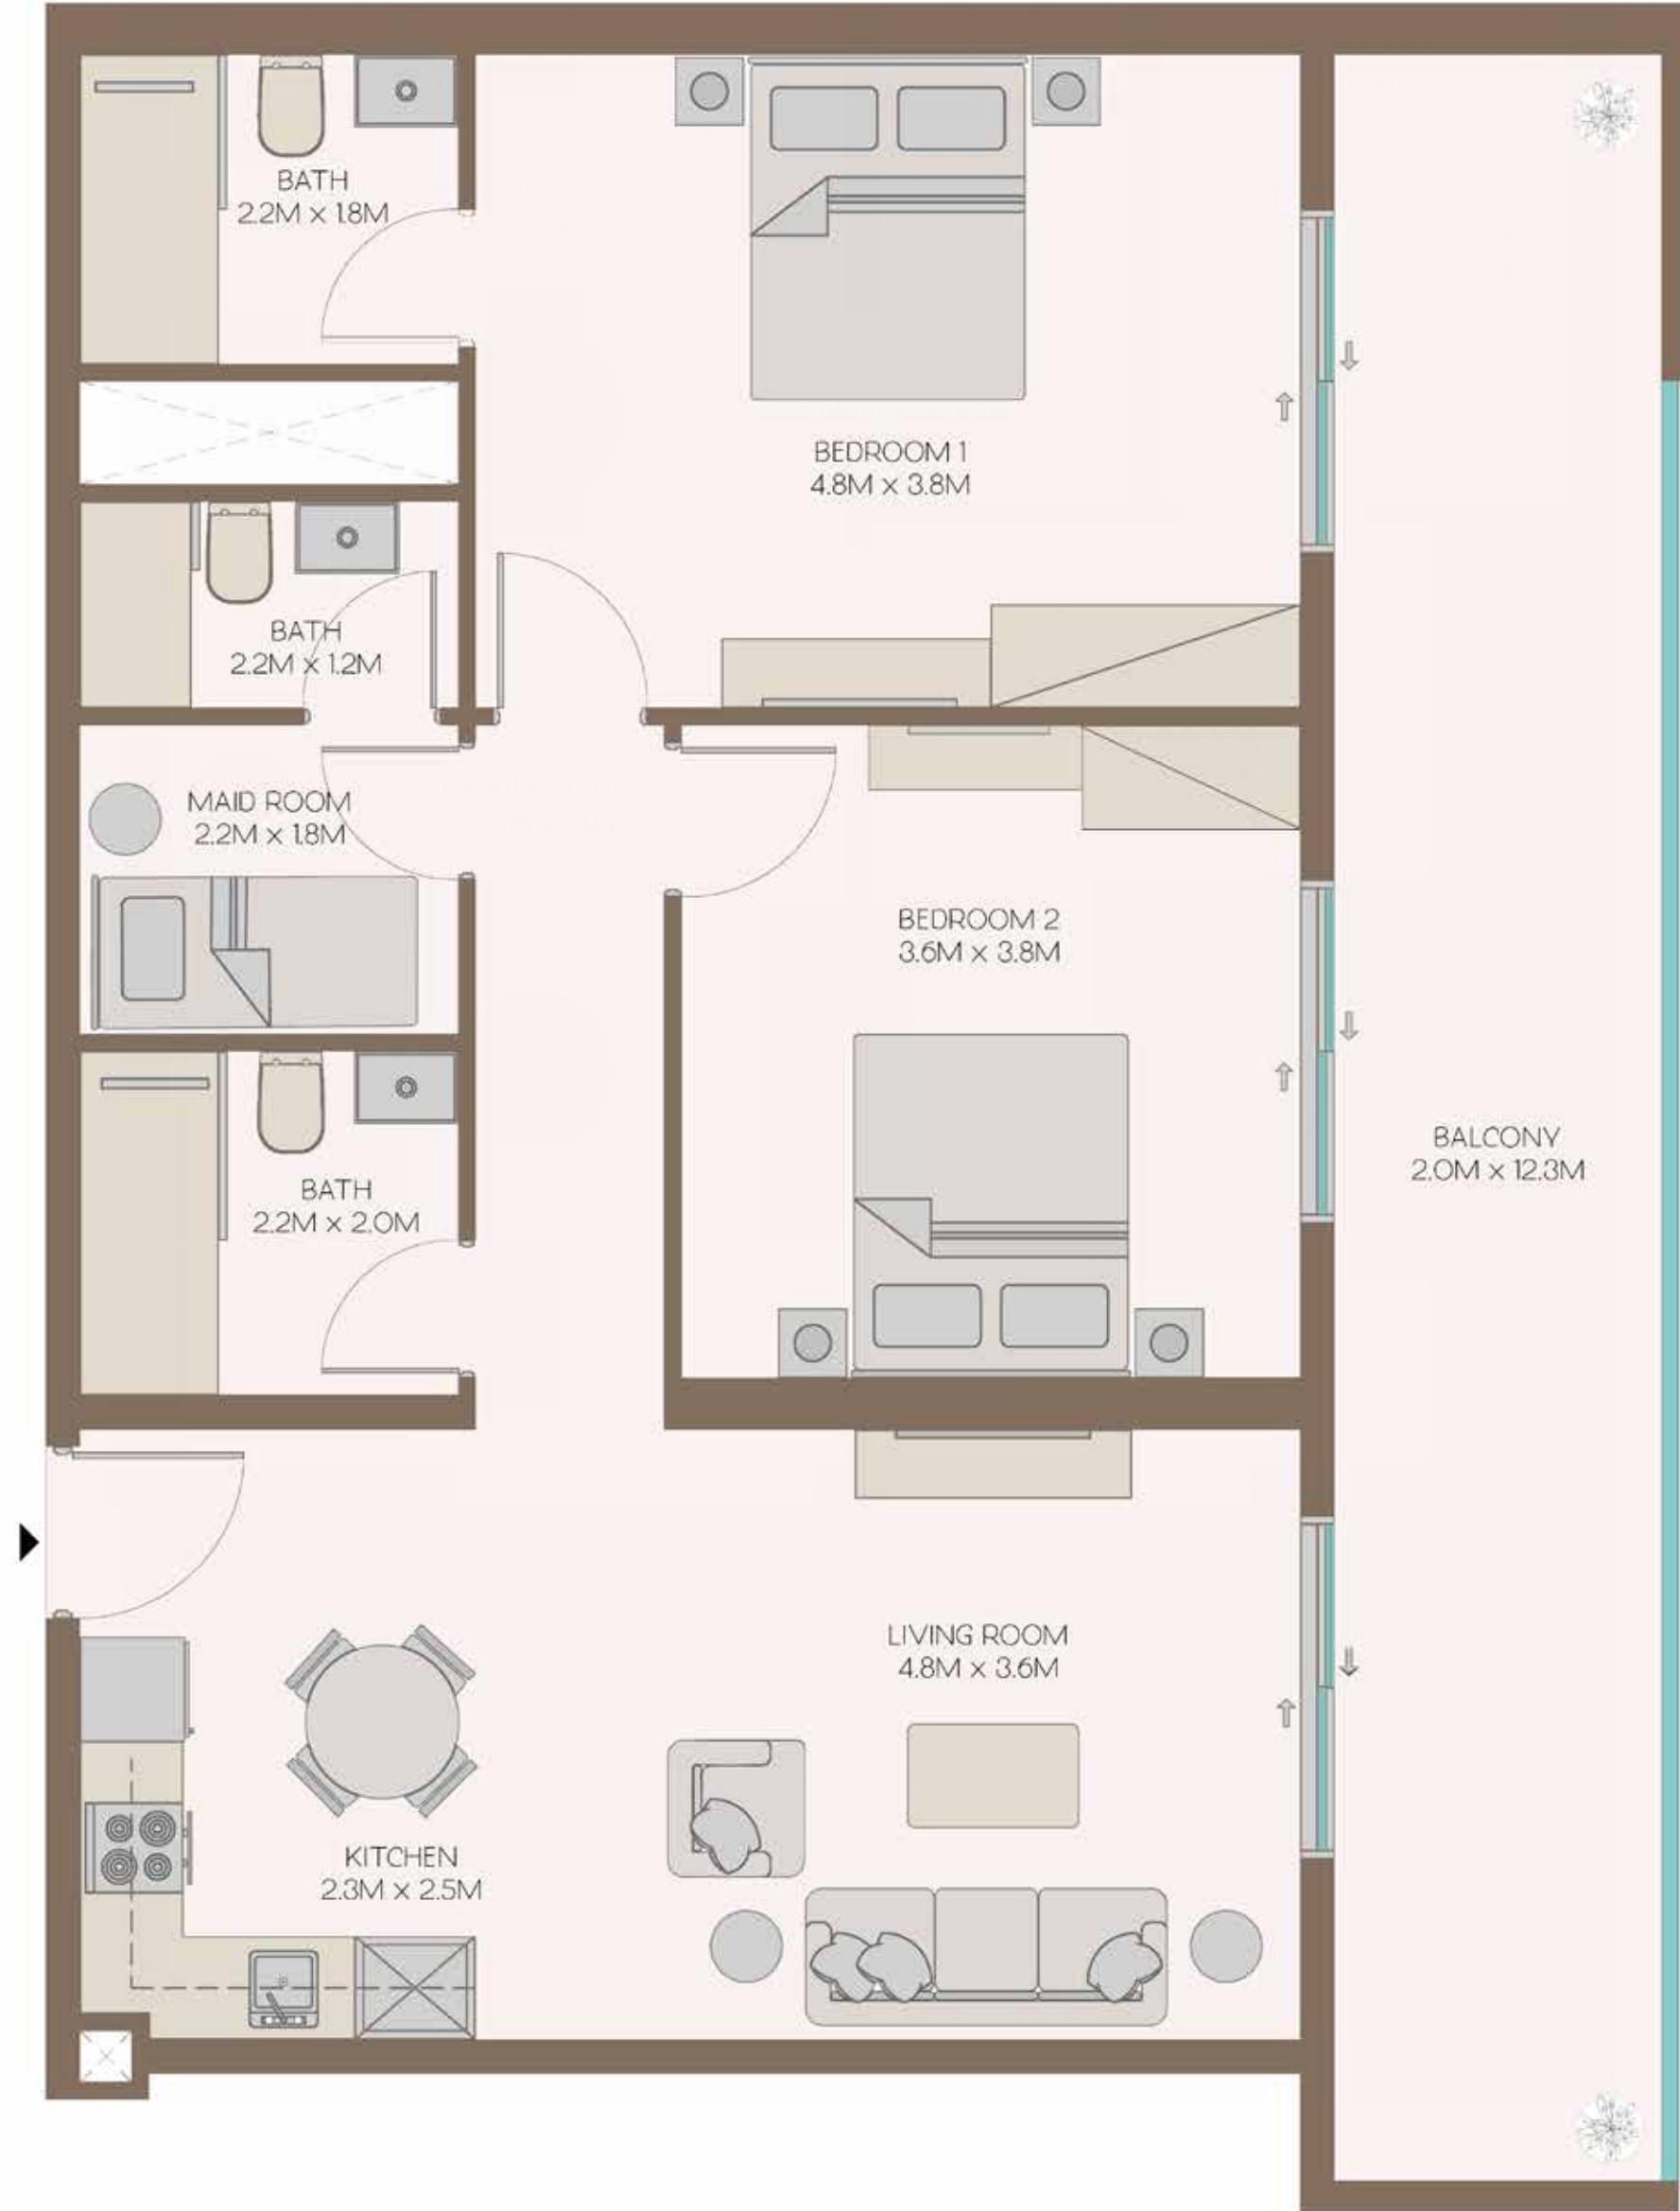 BATH
2.2M x 1.8M
BEDROOM 1
4.8M x 3.8M
BATH
2.2M x 1.2M
MAID ROOM
2.2M x 1.8M
BEDROOM 2
3.6M x 3.8M
BALCONY
2.0M x 12.3M
BATH
2.2M x 2.0M
LIVING ROOM
4.8M x 3.6M
KITCHEN
2.3M x 2.5M